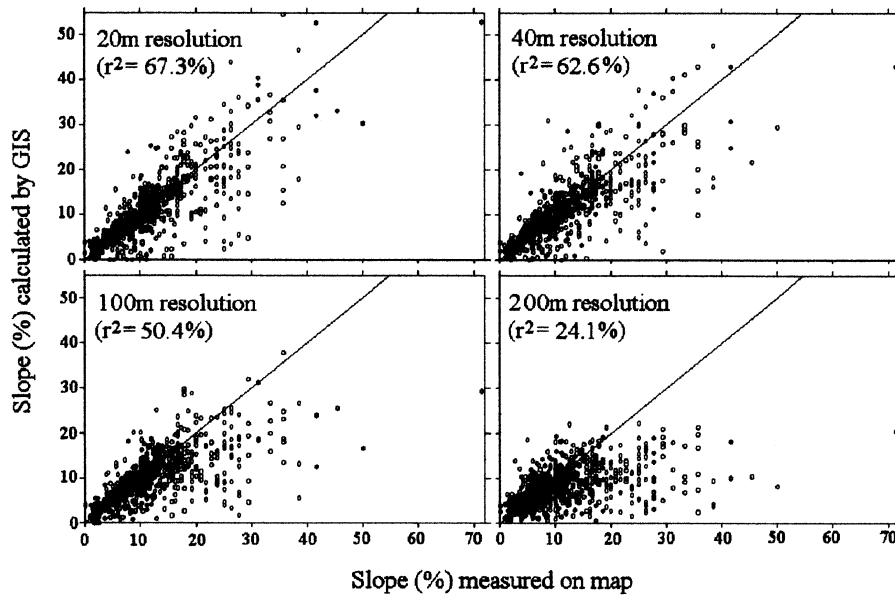 20m resolution
(r²= 67.3%)
40m resolution
(r²= 62.6%)
50
40
30
20
10
0
100m resolution
(r²= 50.4%)
200m resolution
(r²= 24.1%)
50
40
30
20
10
0
0 10 20 30 40 50 60 70
0 10 20 30 40 50 60 70
Slope (%) calculated by GIS
Slope (%) measured on map